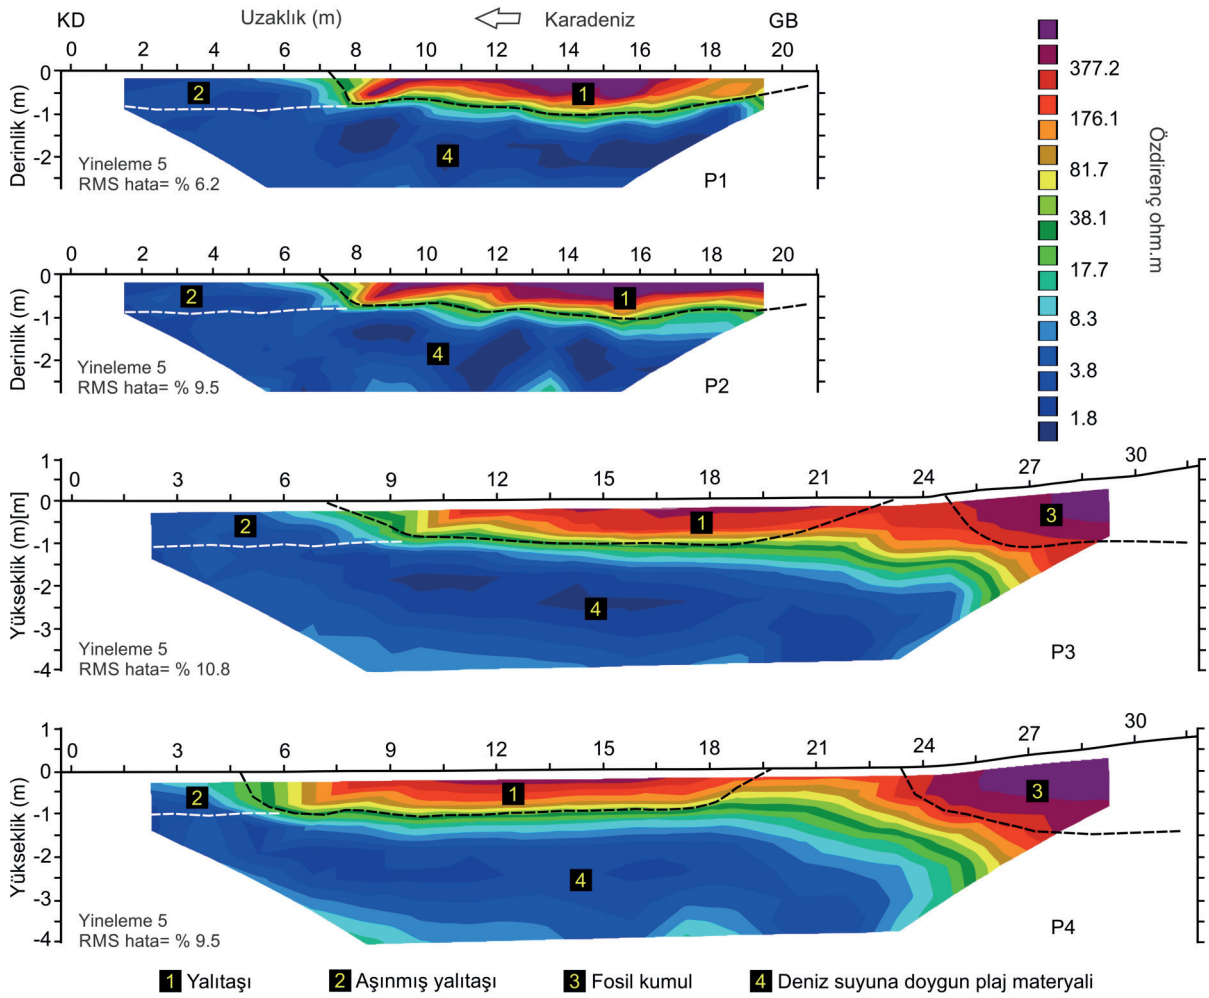 KD Uzaklık (m) Karadeniz GB
0 2 4 6 8 10 12 14 16 18 20
Derinlik (m)
0
-1
-2
2
1
4
Yineleme 5
RMS hata= % 6.2
P1
0 2 4 6 8 10 12 14 16 18 20
Derinlik (m)
0
-1
-2
2
1
4
Yineleme 5
RMS hata= % 9.5
P2
377.2
176.1
81.7
38.1
17.7
8.3
3.8
1.8
Özdirenç ohm.m
0 3 6 9 12 15 18 21 24 27 30
Yükseklik (m)[m]
1
0
-1
-2
-3
-4
2
1
3
4
Yineleme 5
RMS hata= % 10.8
P3
0 3 6 9 12 15 18 21 24 27 30
Yükseklik (m)
1
0
-1
-2
-3
-4
2
1
3
4
Yineleme 5
RMS hata= % 9.5
P4
1 Yalıtaşı 2 Aşınmış yalıtaşı 3 Fosil kumul 4 Deniz suyuna doygun plaj materyali